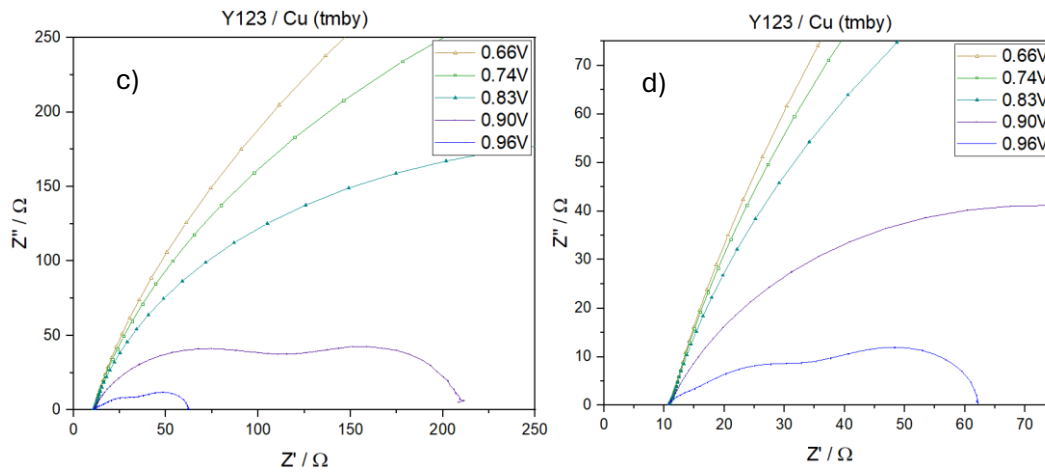 Y123 / Cu (tmby)
c)
0.66V
0.74V
0.83V
0.90V
0.96V
Z'' / Ω
250
200
150
100
50
0
0 50 100 150 200 250
Z' / Ω
Y123 / Cu (tmby)
d)
0.66V
0.74V
0.83V
0.90V
0.96V
Z'' / Ω
70
60
50
40
30
20
10
0
0 10 20 30 40 50 60 70
Z' / Ω